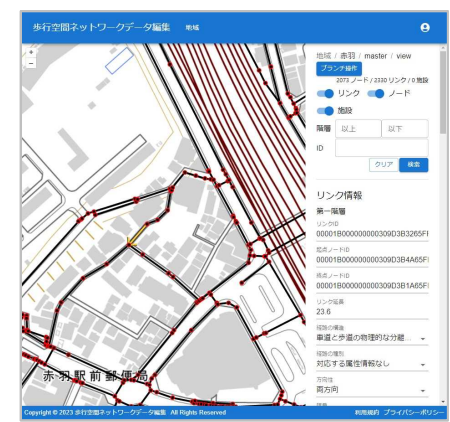 歩行空間ネットワークデータ編集 地域
+
−
地域 / 赤羽 / master / view
ブランチ操作
2073 ノード / 2330 リンク / 0 施設
リンク ノード
施設
階層 以上 以下
ID
クリア 検索
リンク情報
第一階層
リンクID
00001B000000000309D3B3265FI
起点ノードID
00001B000000000309D3B4A65FI
終点ノードID
00001B000000000309D3B1A65FI
リンク延長
23.6
経路の構造
車道と歩道の物理的な分離...
経路の種別
対応する属性情報なし
方向性
両方向
赤羽駅前郵便局
Copyright © 2023 歩行空間ネットワークデータ編集 All Rights Reserved
利用規約 プライバシーポリシー